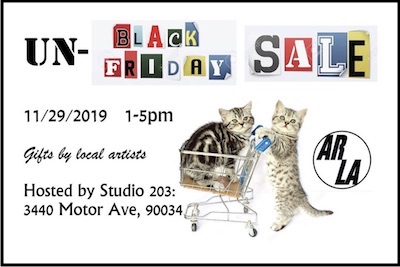 UN- BLACK FRIDAY SALE
11/29/2019 1-5pm
Gifts by local artists
Hosted by Studio 203:
3440 Motor Ave, 90034
AR
LA